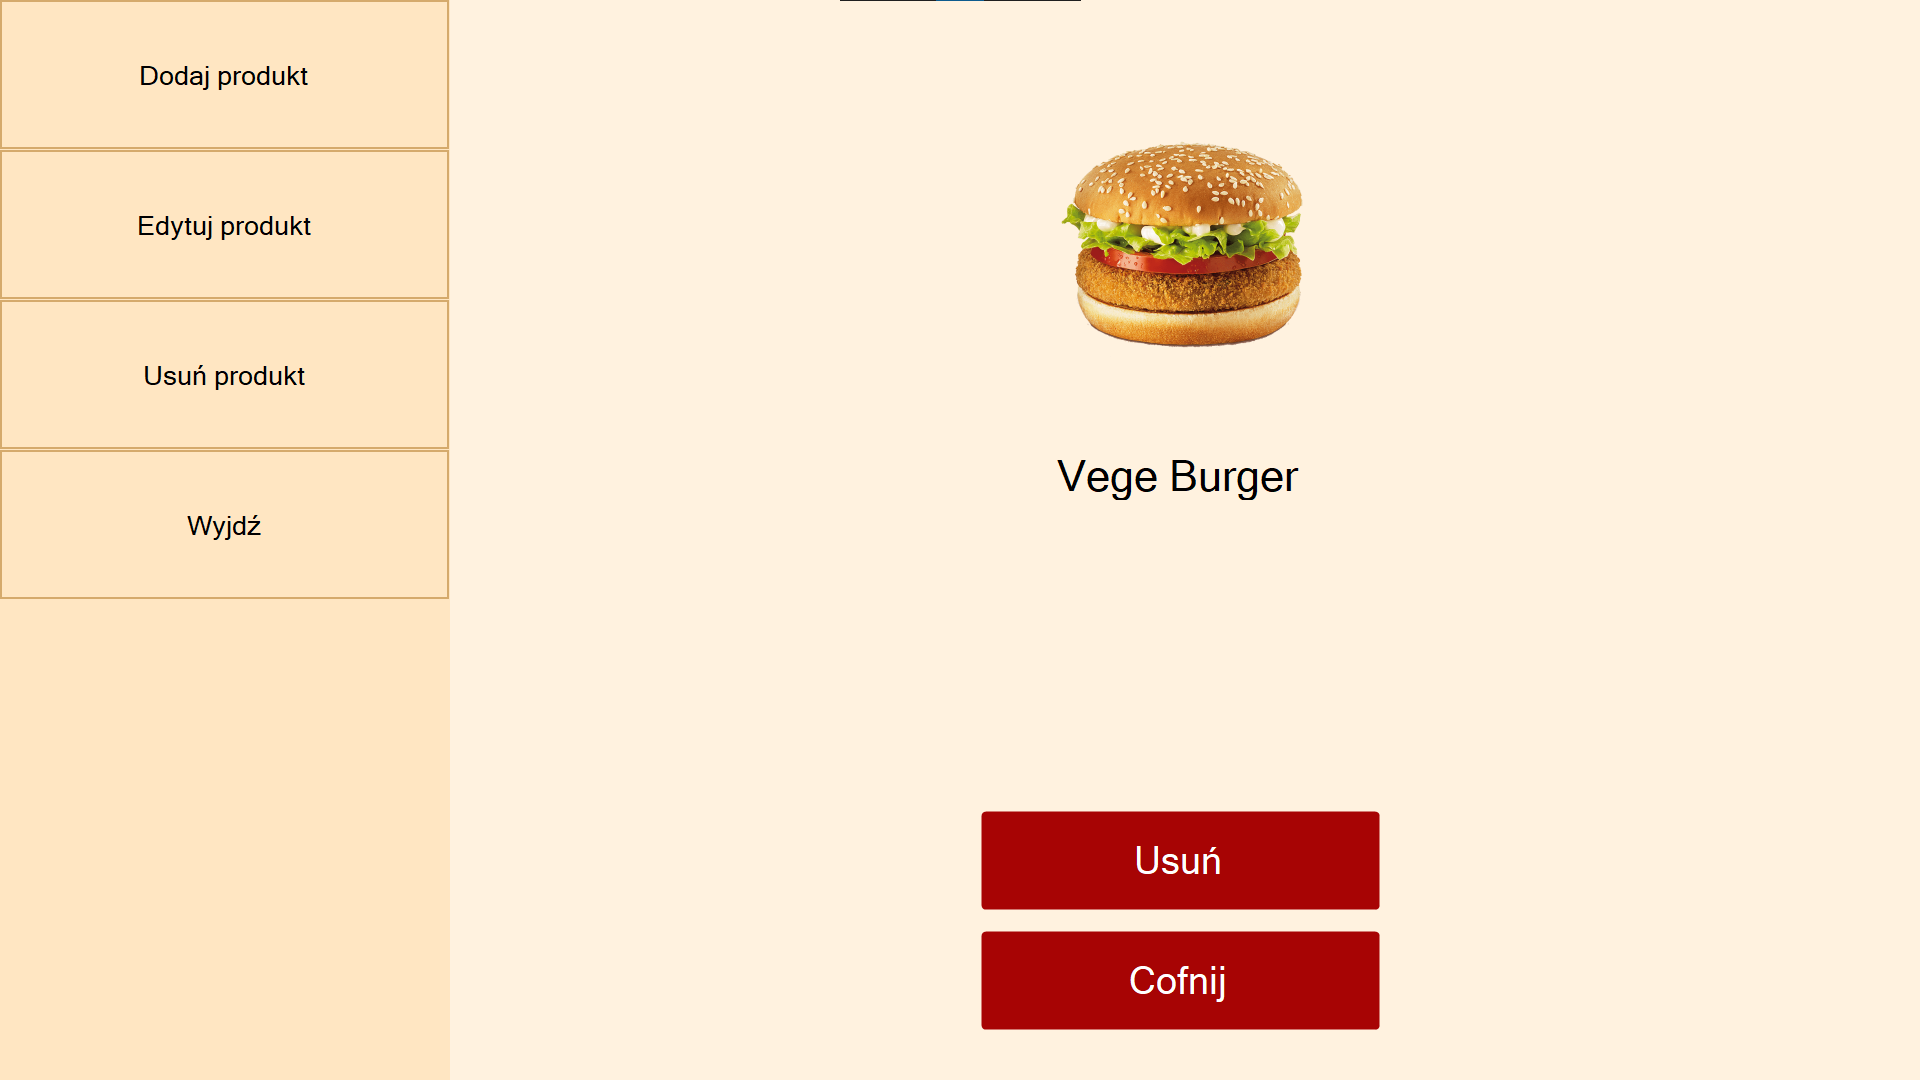 Dodaj produkt
Edytuj produkt
Usuń produkt
Wyjdź
Vege Burger
Usuń
Cofnij